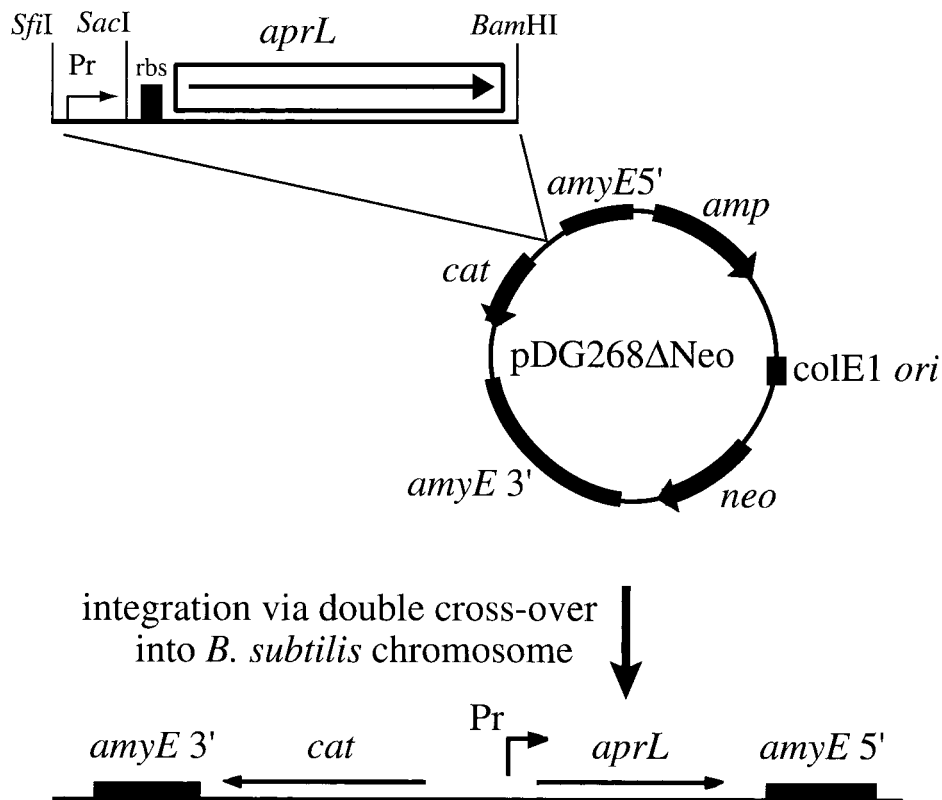 SfiI SacI aprL BamHI
Pr rbs
amyE5'
amp
cat
pDG268ΔNeo
colE1 ori
amyE 3'
neo
integration via double cross-over
into B. subtilis chromosome
Pr
amyE 3' cat aprL amyE 5'